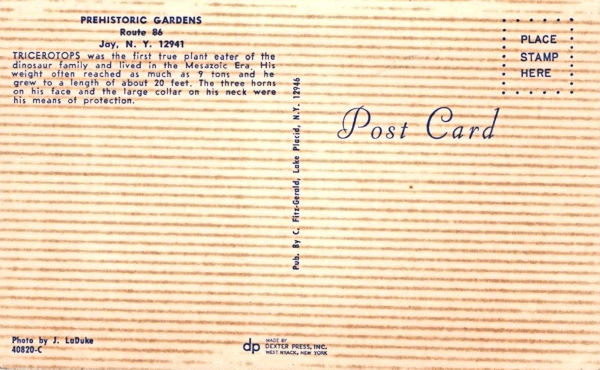 PREHISTORIC GARDENS
Route 86
Jay, N. Y. 12941
TRICEROTOPS was the first true plant eater of the
dinosaur family and lived in the Mesazoic Era. His
weight often reached as much as 9 tons and he
grew to a length of about 20 feet. The three horns
on his face and the large collar on his neck were
his means of protection.
Pub. By C. Fitz-Gerald, Lake Placid, N.Y. 12946
PLACE
STAMP
HERE
Post Card
Photo by J. LaDuke
40820-C
dp
MADE BY
DEXTER PRESS, INC.
WEST NYACK, NEW YORK